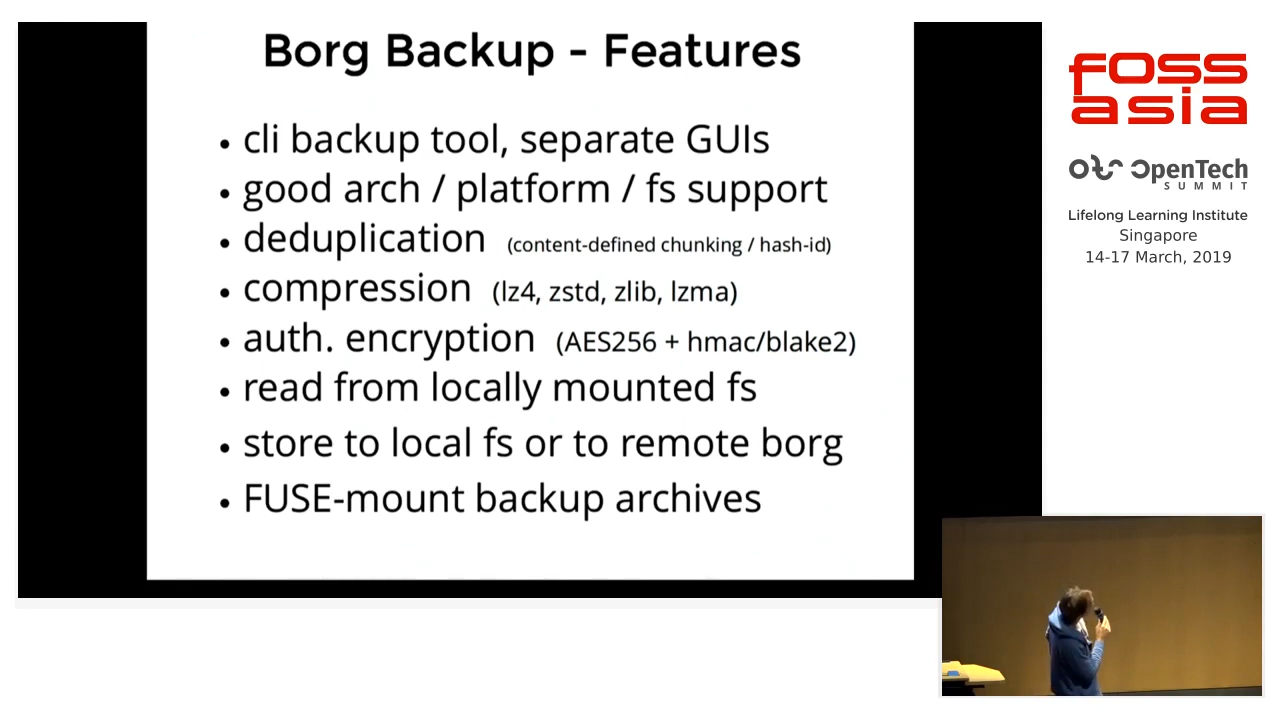 Borg Backup - Features
• cli backup tool, separate GUIs
• good arch / platform / fs support
• deduplication (content-defined chunking / hash-id)
• compression (lz4, zstd, zlib, lzma)
• auth. encryption (AES256 + hmac/blake2)
• read from locally mounted fs
• store to local fs or to remote borg
• FUSE-mount backup archives
fOSS
asia
OpenTech
SUMMIT
Lifelong Learning Institute
Singapore
14-17 March, 2019